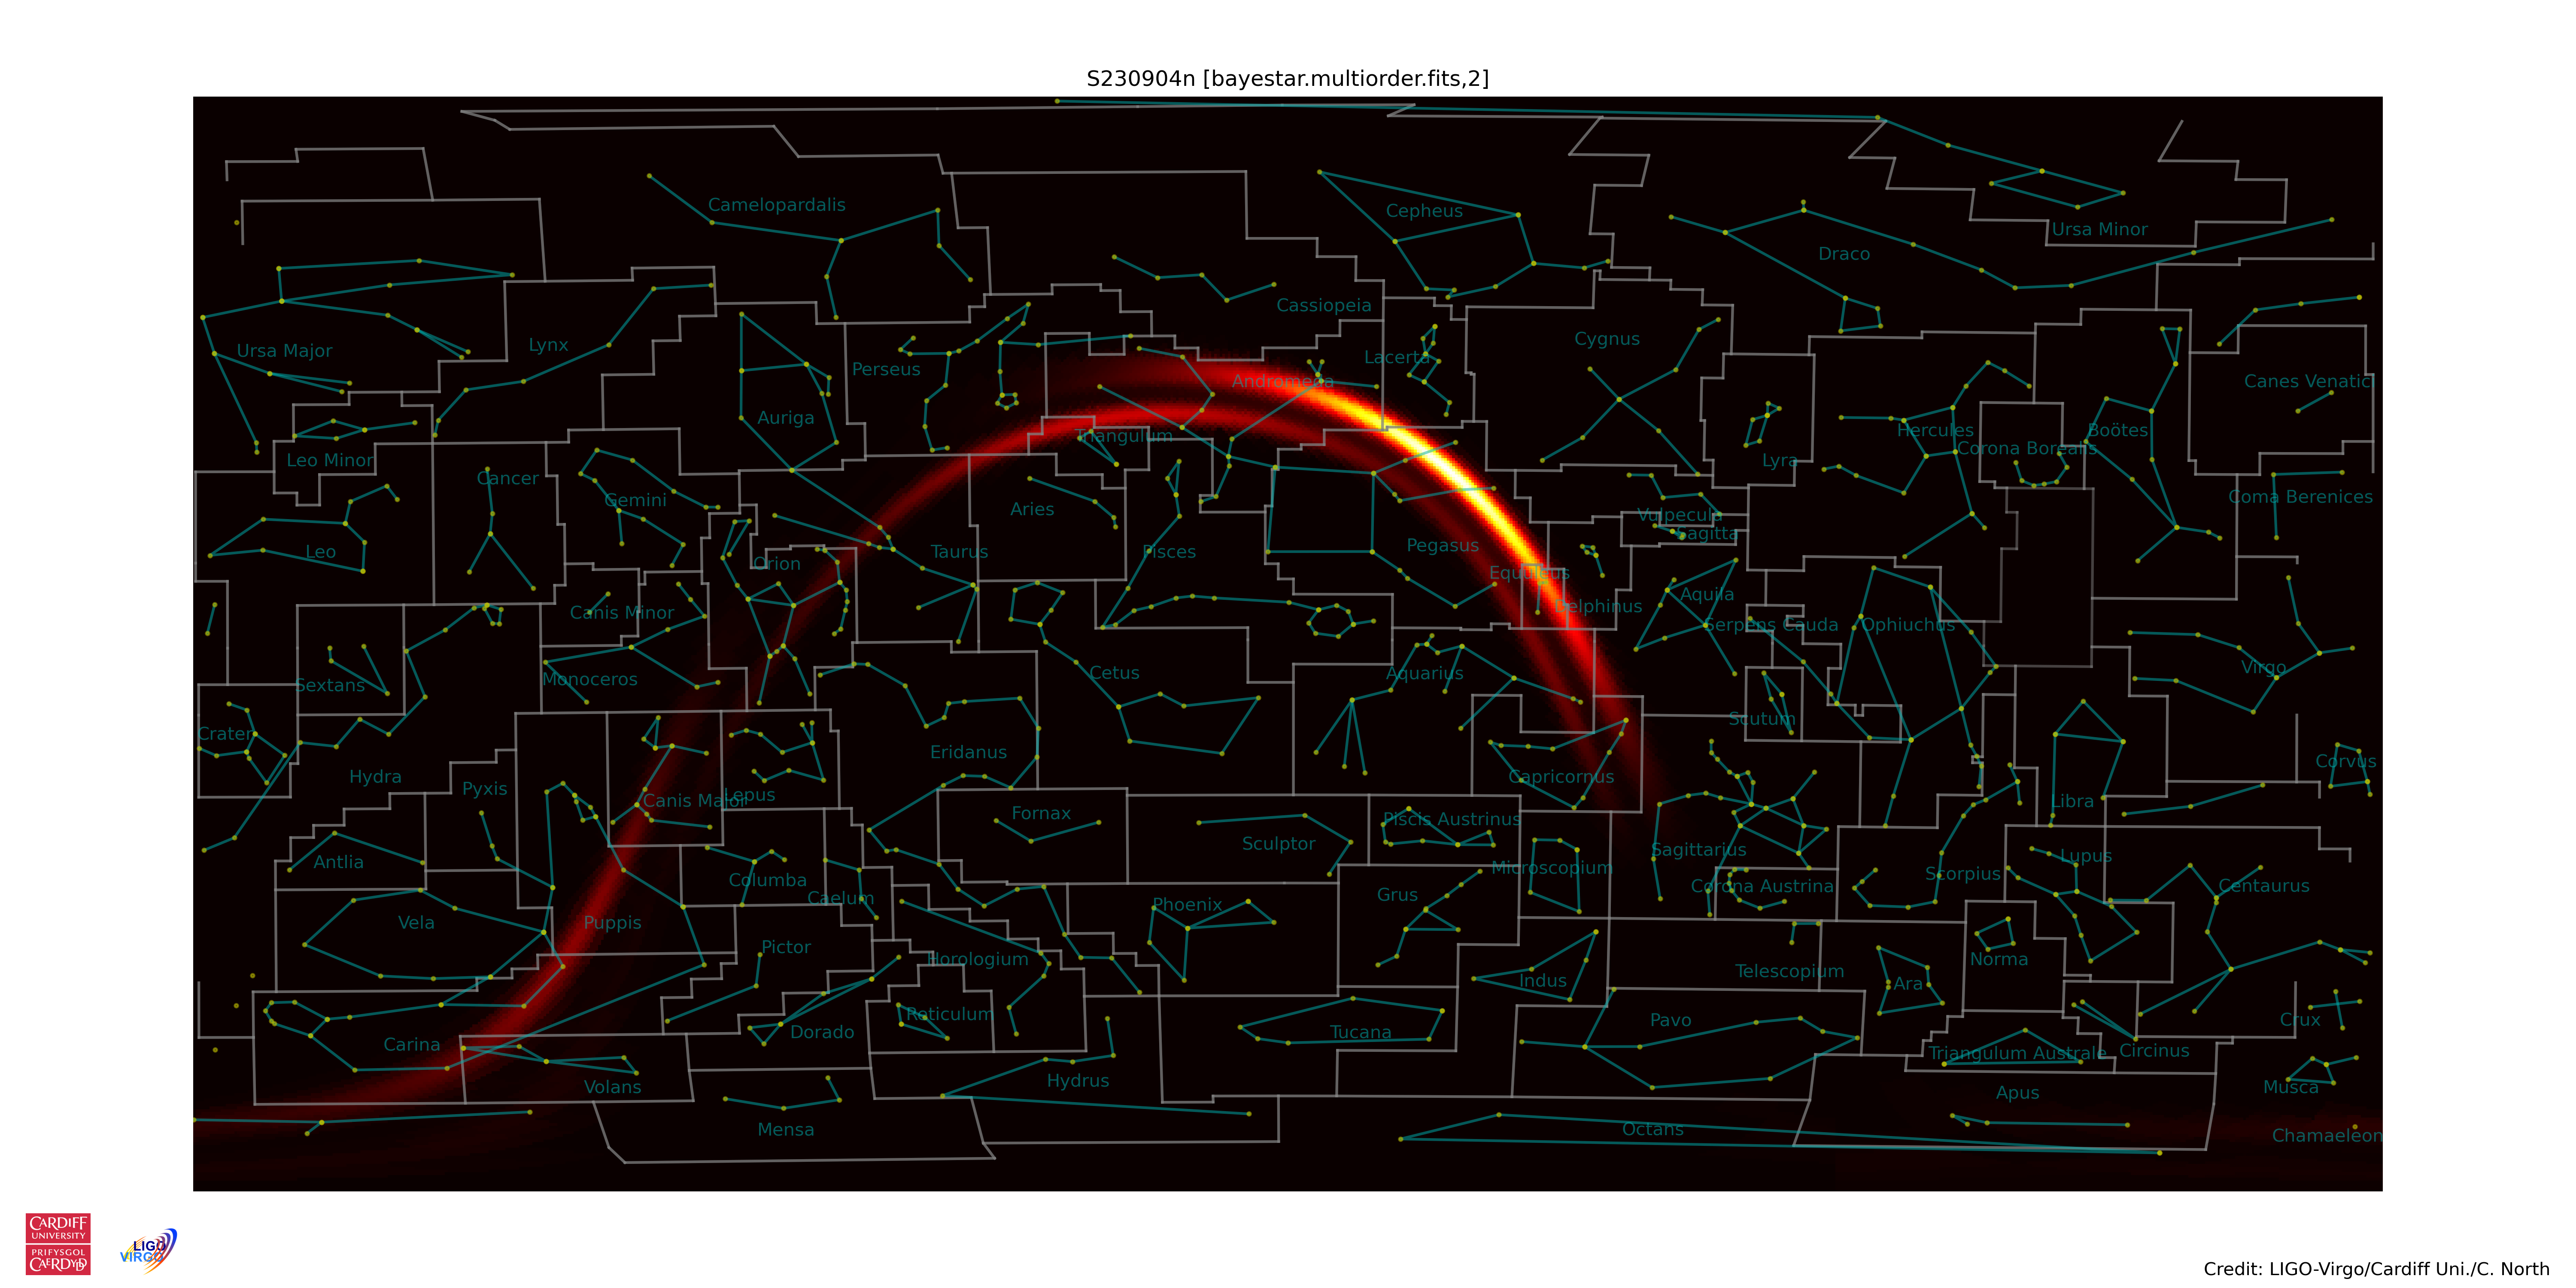 S230904n [bayestar.multiorder.fits,2]
Camelopardalis
Cepheus
Ursa Minor
Draco
Cassiopeia
Cygnus
Ursa Major
Lynx
Lacerta
Perseus
Andromeda
Canes Venatici
Auriga
Triangulum
Hercules
Boötes
Corona Borealis
Leo Minor
Lyra
Cancer
Gemini
Coma Berenices
Aries
Vulpecula
Sagitta
Leo
Orion
Taurus
Pisces
Pegasus
Equuleus
Canis Minor
Delphinus
Aquila
Serpens Cauda
Ophiuchus
Sextans
Monoceros
Cetus
Aquarius
Virgo
Crater
Scutum
Hydra
Eridanus
Capricornus
Corvus
Pyxis
Canis Major
Lepus
Libra
Fornax
Piscis Austrinus
Sculptor
Antlia
Sagittarius
Lupus
Columba
Microscopium
Caelum
Corona Austrina
Scorpius
Centaurus
Vela
Puppis
Phoenix
Grus
Pictor
Horologium
Norma
Indus
Telescopium
Ara
Reticulum
Carina
Dorado
Tucana
Pavo
Crux
Triangulum Australe
Circinus
Volans
Hydrus
Apus
Musca
Mensa
Octans
Chamaeleon
CARDIFF
UNIVERSITY
PRIFYSGOL
CAERDYDD
LIGO
VIRGO
Credit: LIGO-Virgo/Cardiff Uni./C. North